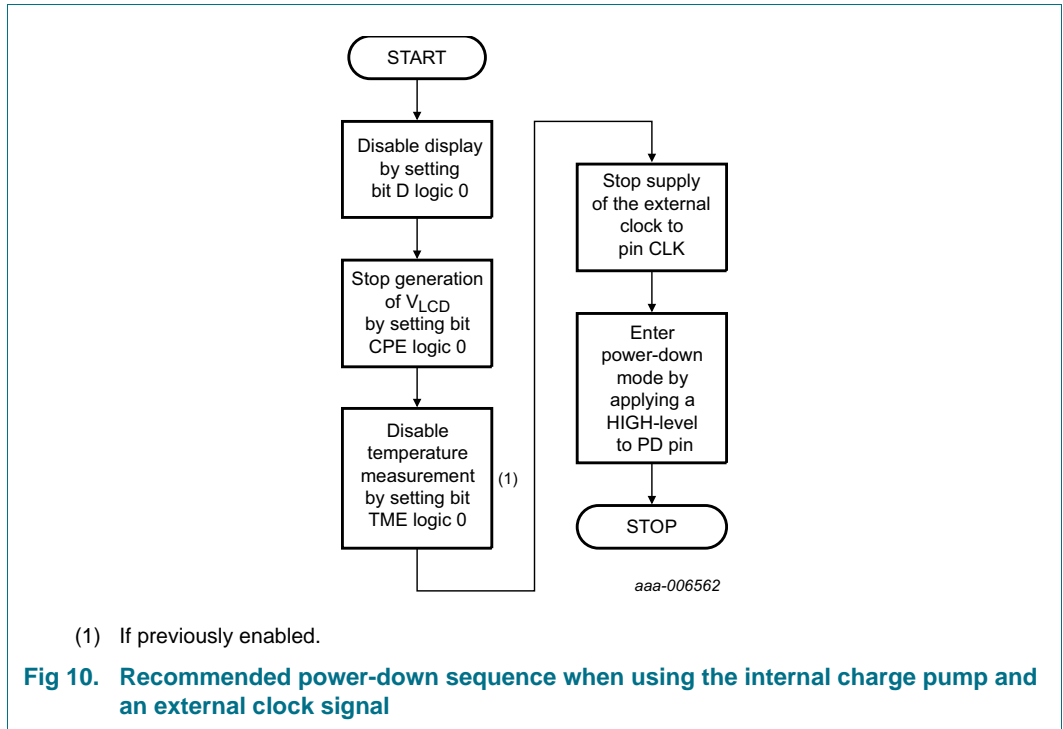 START
Disable display
by setting
bit D logic 0
Stop generation
of VLCD
by setting bit
CPE logic 0
Disable
temperature
measurement
by setting bit
TME logic 0
(1)
Stop supply
of the external
clock to
pin CLK
Enter
power-down
mode by
applying a
HIGH-level
to PD pin
STOP
aaa-006562
(1) If previously enabled.
Fig 10. Recommended power-down sequence when using the internal charge pump and
an external clock signal